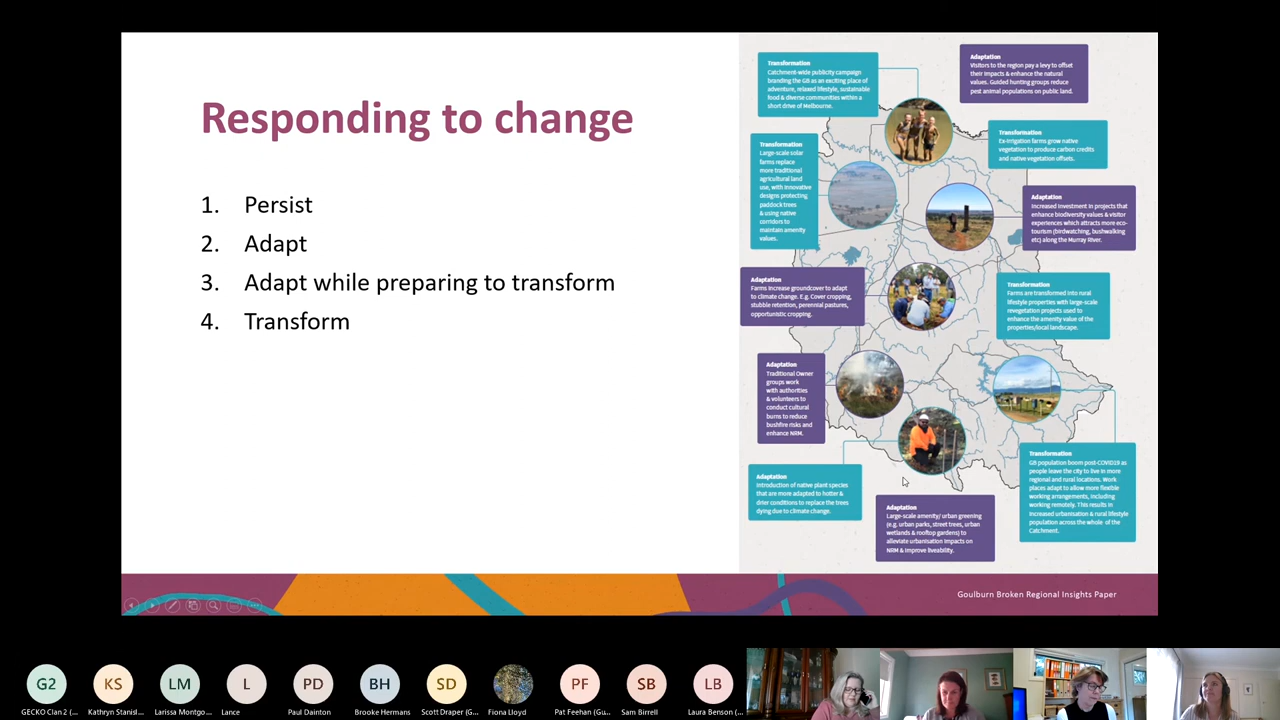 Responding to change
1. Persist
2. Adapt
3. Adapt while preparing to transform
4. Transform
Transformation
Catchment-wide publicity campaign
branding the GB as an exciting place of
adventure, relaxed lifestyle, sustainable
food & diverse communities within a
short drive of Melbourne.
Adaptation
Visitors to the region pay a levy to offset
their impacts & enhance the natural
values. Guided hunting groups reduce
pest animal populations on public land.
Transformation
Large-scale solar
farms replace
more traditional
agricultural land
use, with innovative
designs protecting
paddock trees
& using native
corridors to
maintain amenity
values.
Transformation
Ex-irrigation farms grow native
vegetation to produce carbon credits
and native vegetation offsets.
Adaptation
Increased investment in projects that
enhance biodiversity values & visitor
experiences which attracts more eco-
tourism (birdwatching, bushwalking
etc) along the Murray River.
Adaptation
Farms increase groundcover to adapt
to climate change. E.g. Cover cropping,
stubble retention, perennial pastures,
opportunistic cropping.
Transformation
Farms are transformed into rural
lifestyle properties with large-scale
revegetation projects used to
enhance the amenity value of the
properties/local landscape.
Adaptation
Traditional Owner
groups work
with authorities
& volunteers to
conduct cultural
burns to reduce
bushfire risks and
enhance NRM.
Adaptation
Introduction of native plant species
that are more adapted to hotter &
drier conditions to replace the trees
dying due to climate change.
Adaptation
Large-scale amenity/ urban greening
(e.g. urban parks, street trees, urban
wetlands & rooftop gardens) to
alleviate urbanisation impacts on
NRM & improve liveability.
Transformation
GB population boom post-COVID19 as
people leave the city to live in more
regional and rural locations. Work
places adapt to allow more flexible
working arrangements, including
working remotely. This results in
increased urbanisation & rural lifestyle
population across the whole of the
Catchment.
Goulburn Broken Regional Insights Paper
G2 KS LM L PD BH SD PF SB LB
GECKO Clan 2 (... Kathryn Stanisl... Larissa Montgo... Lance Paul Dainton Brooke Hermans Scott Draper (G... Fiona Lloyd Pat Feehan (Gu... Sam Birrell Laura Benson (...